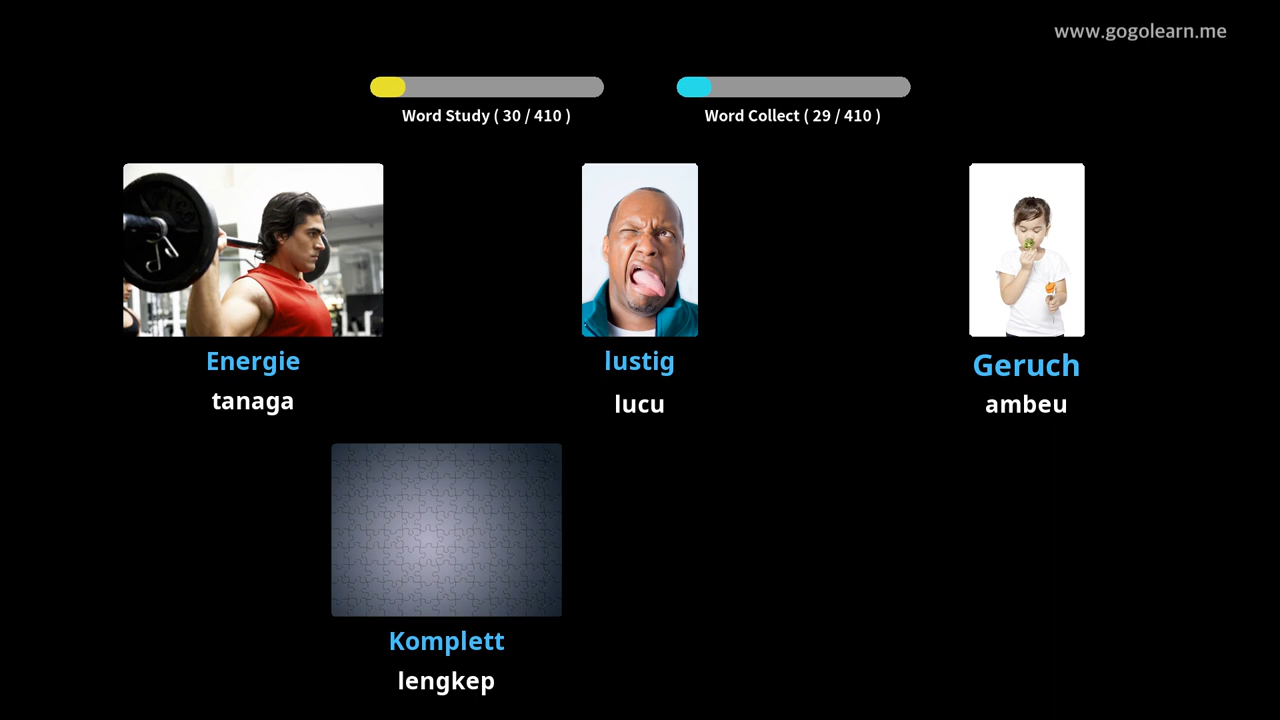 www.gogolearn.me
Word Study ( 30 / 410 )
Word Collect ( 29 / 410 )
Energie
tanaga
lustig
lucu
Geruch
ambeu
Komplett
lengkep